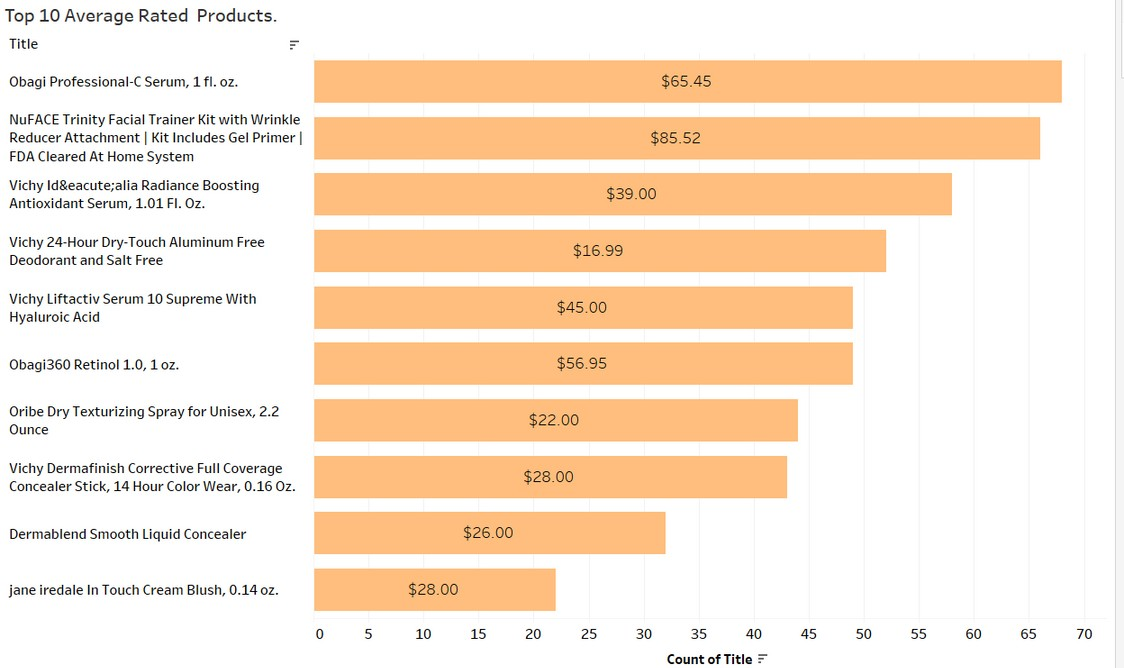 Top 10 Average Rated  Products.
Title
Obagi Professional-C Serum, 1 fl. oz.
$65.45
NuFACE Trinity Facial Trainer Kit with Wrinkle
Reducer Attachment | Kit Includes Gel Primer |
FDA Cleared At Home System
$85.52
Vichy Id&eacute;alia Radiance Boosting
Antioxidant Serum, 1.01 Fl. Oz.
$39.00
Vichy 24-Hour Dry-Touch Aluminum Free
Deodorant and Salt Free
$16.99
Vichy Liftactiv Serum 10 Supreme With
Hyaluroic Acid
$45.00
Obagi360 Retinol 1.0, 1 oz.
$56.95
Oribe Dry Texturizing Spray for Unisex, 2.2
Ounce
$22.00
Vichy Dermafinish Corrective Full Coverage
Concealer Stick, 14 Hour Color Wear, 0.16 Oz.
$28.00
Dermablend Smooth Liquid Concealer
$26.00
jane iredale In Touch Cream Blush, 0.14 oz.
$28.00
0 5 10 15 20 25 30 35 40 45 50 55 60 65 70
Count of Title